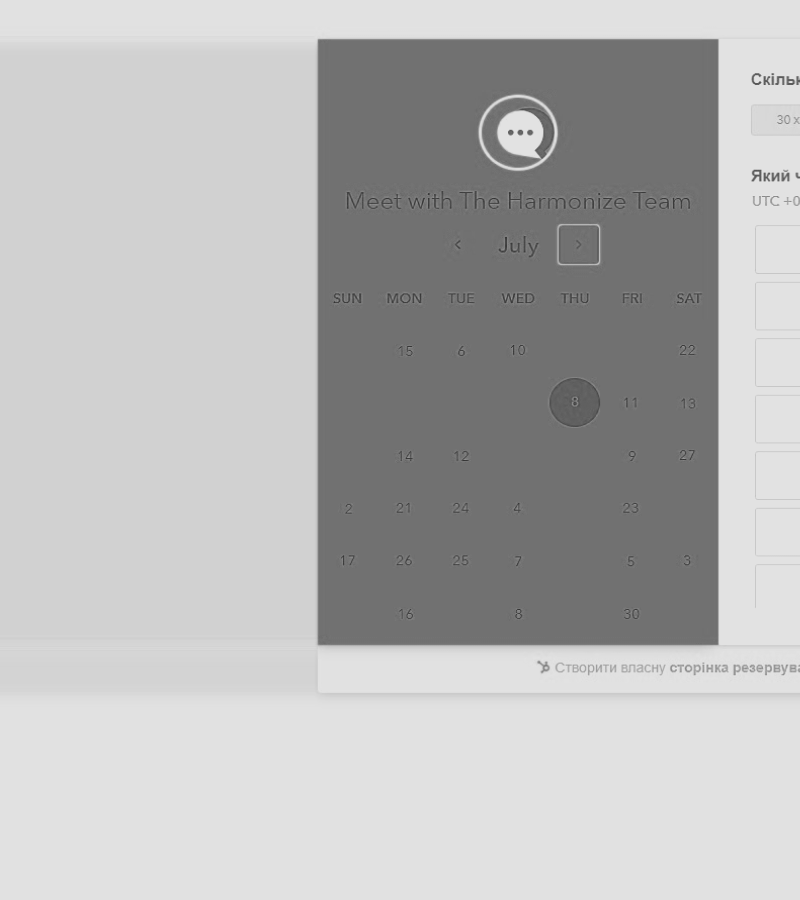 Meet with The Harmonize Team
July
SUN MON TUE WED THU FRI SAT
15 6 10 22
8 11 13
14 12 9 27
2 21 24 4 23
17 26 25 7 5 3
16 8 30
Скільк
30 х
Який ч
UTC +0
Створити власну сторінка резервува